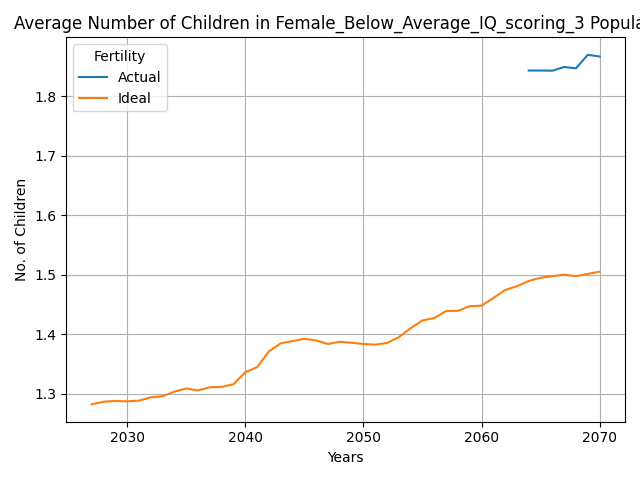 Average Number of Children in Female_Below_Average_IQ_scoring_3 Popula
Fertility
Actual
Ideal
No. of Children
1.8
1.7
1.6
1.5
1.4
1.3
2030 2040 2050 2060 2070
Years